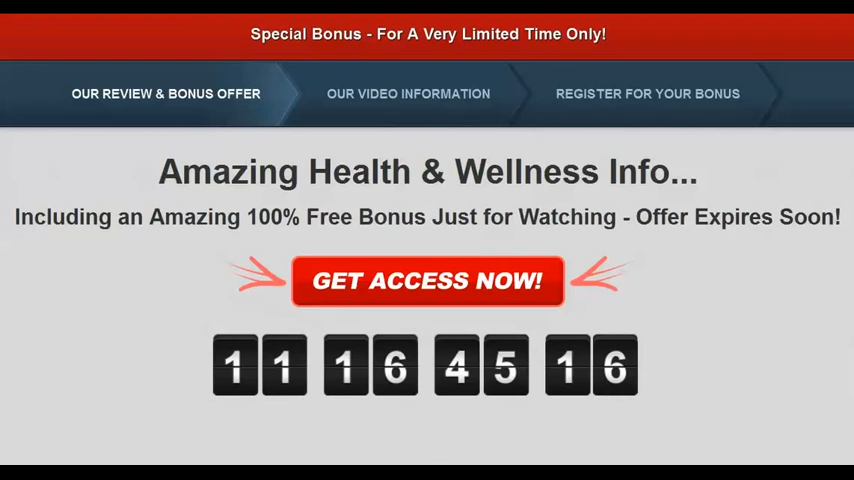 Special Bonus - For A Very Limited Time Only!
OUR REVIEW & BONUS OFFER
OUR VIDEO INFORMATION
REGISTER FOR YOUR BONUS
Amazing Health & Wellness Info...
Including an Amazing 100% Free Bonus Just for Watching - Offer Expires Soon!
GET ACCESS NOW!
11 16 45 16